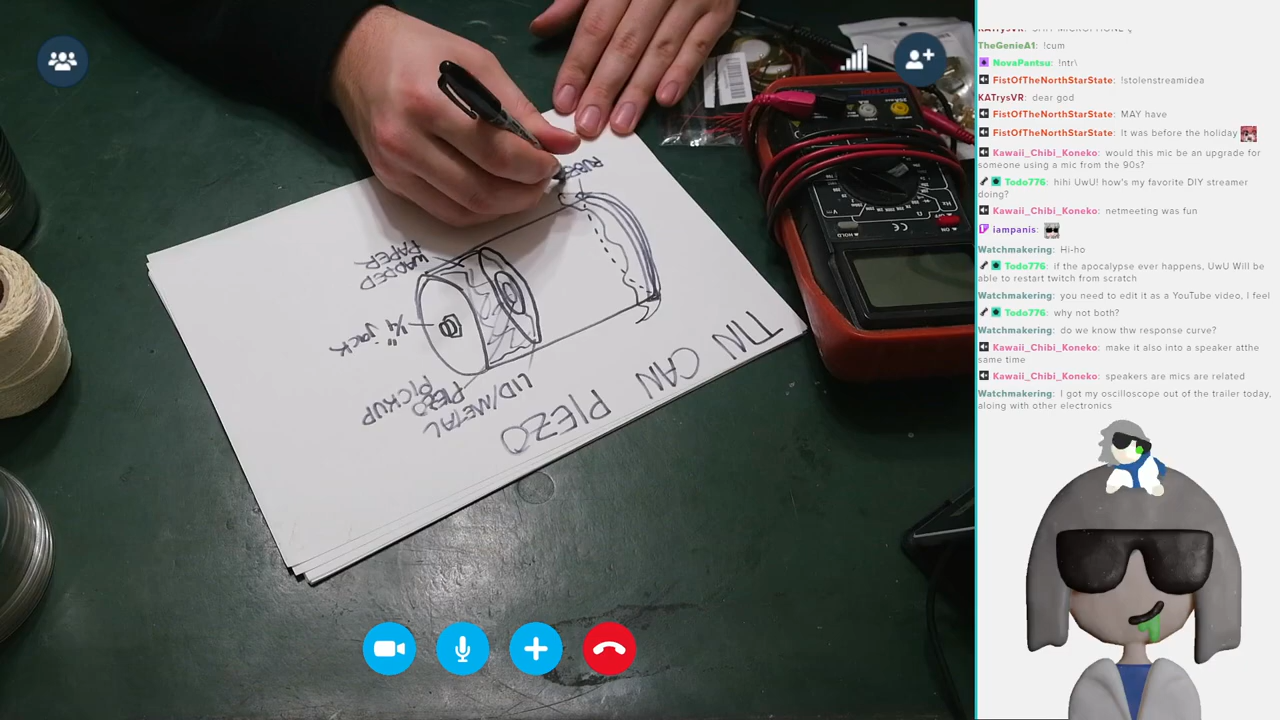 TIN CAN PIEZO
LID/METAL
PIEZO
PICKUP
1/4" JACK
WADDED
PAPER
HOLD
CE
TheGenieA1: !cum
NovaPantsu: !ntr\
FistOfTheNorthStarState: !stolenstreamidea
KATrysVR: dear god
FistOfTheNorthStarState: MAY have
FistOfTheNorthStarState: It was before the holiday
Kawaii_Chibi_Koneko: would this mic be an upgrade for
someone using a mic from the 90s?
Todo776: hihi UwU! how's my favorite DIY streamer
doing?
Kawaii_Chibi_Koneko: netmeeting was fun
iampanis:
Watchmakering: Hi-ho
Todo776: if the apocalypse ever happens, UwU Will be
able to restart twitch from scratch
Watchmakering: you need to edit it as a YouTube video, I feel
Todo776: why not both?
Watchmakering: do we know thw response curve?
Kawaii_Chibi_Koneko: make it also into a speaker atthe
same time
Kawaii_Chibi_Koneko: speakers are mics are related
Watchmakering: I got my oscilloscope out of the trailer today,
aloing with other electronics